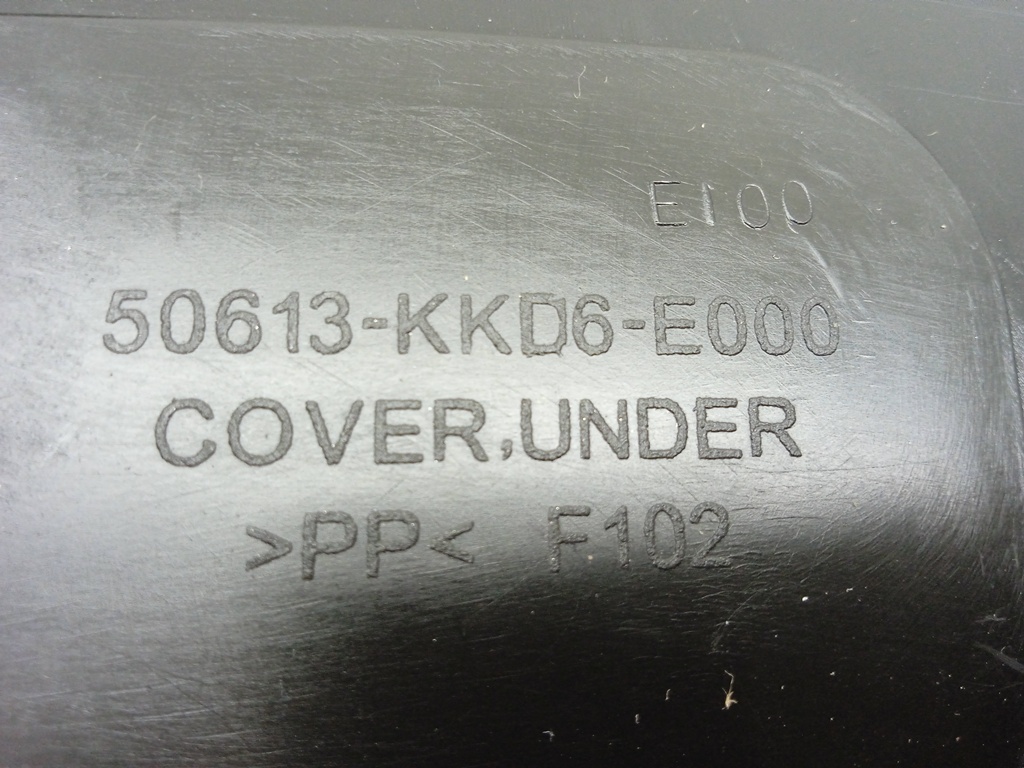 E100
50613-KKD6-E000
COVER,UNDER
>PP< F102